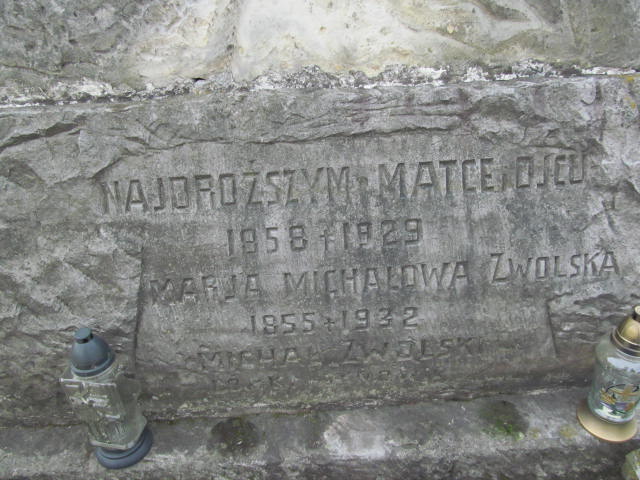 NAJDROŻSZYM MATCE i OJCU
1858 + 1929
MARJA MICHAŁOWA ZWOLSKA
1855 + 1932
MICHAŁ ZWOLSKI